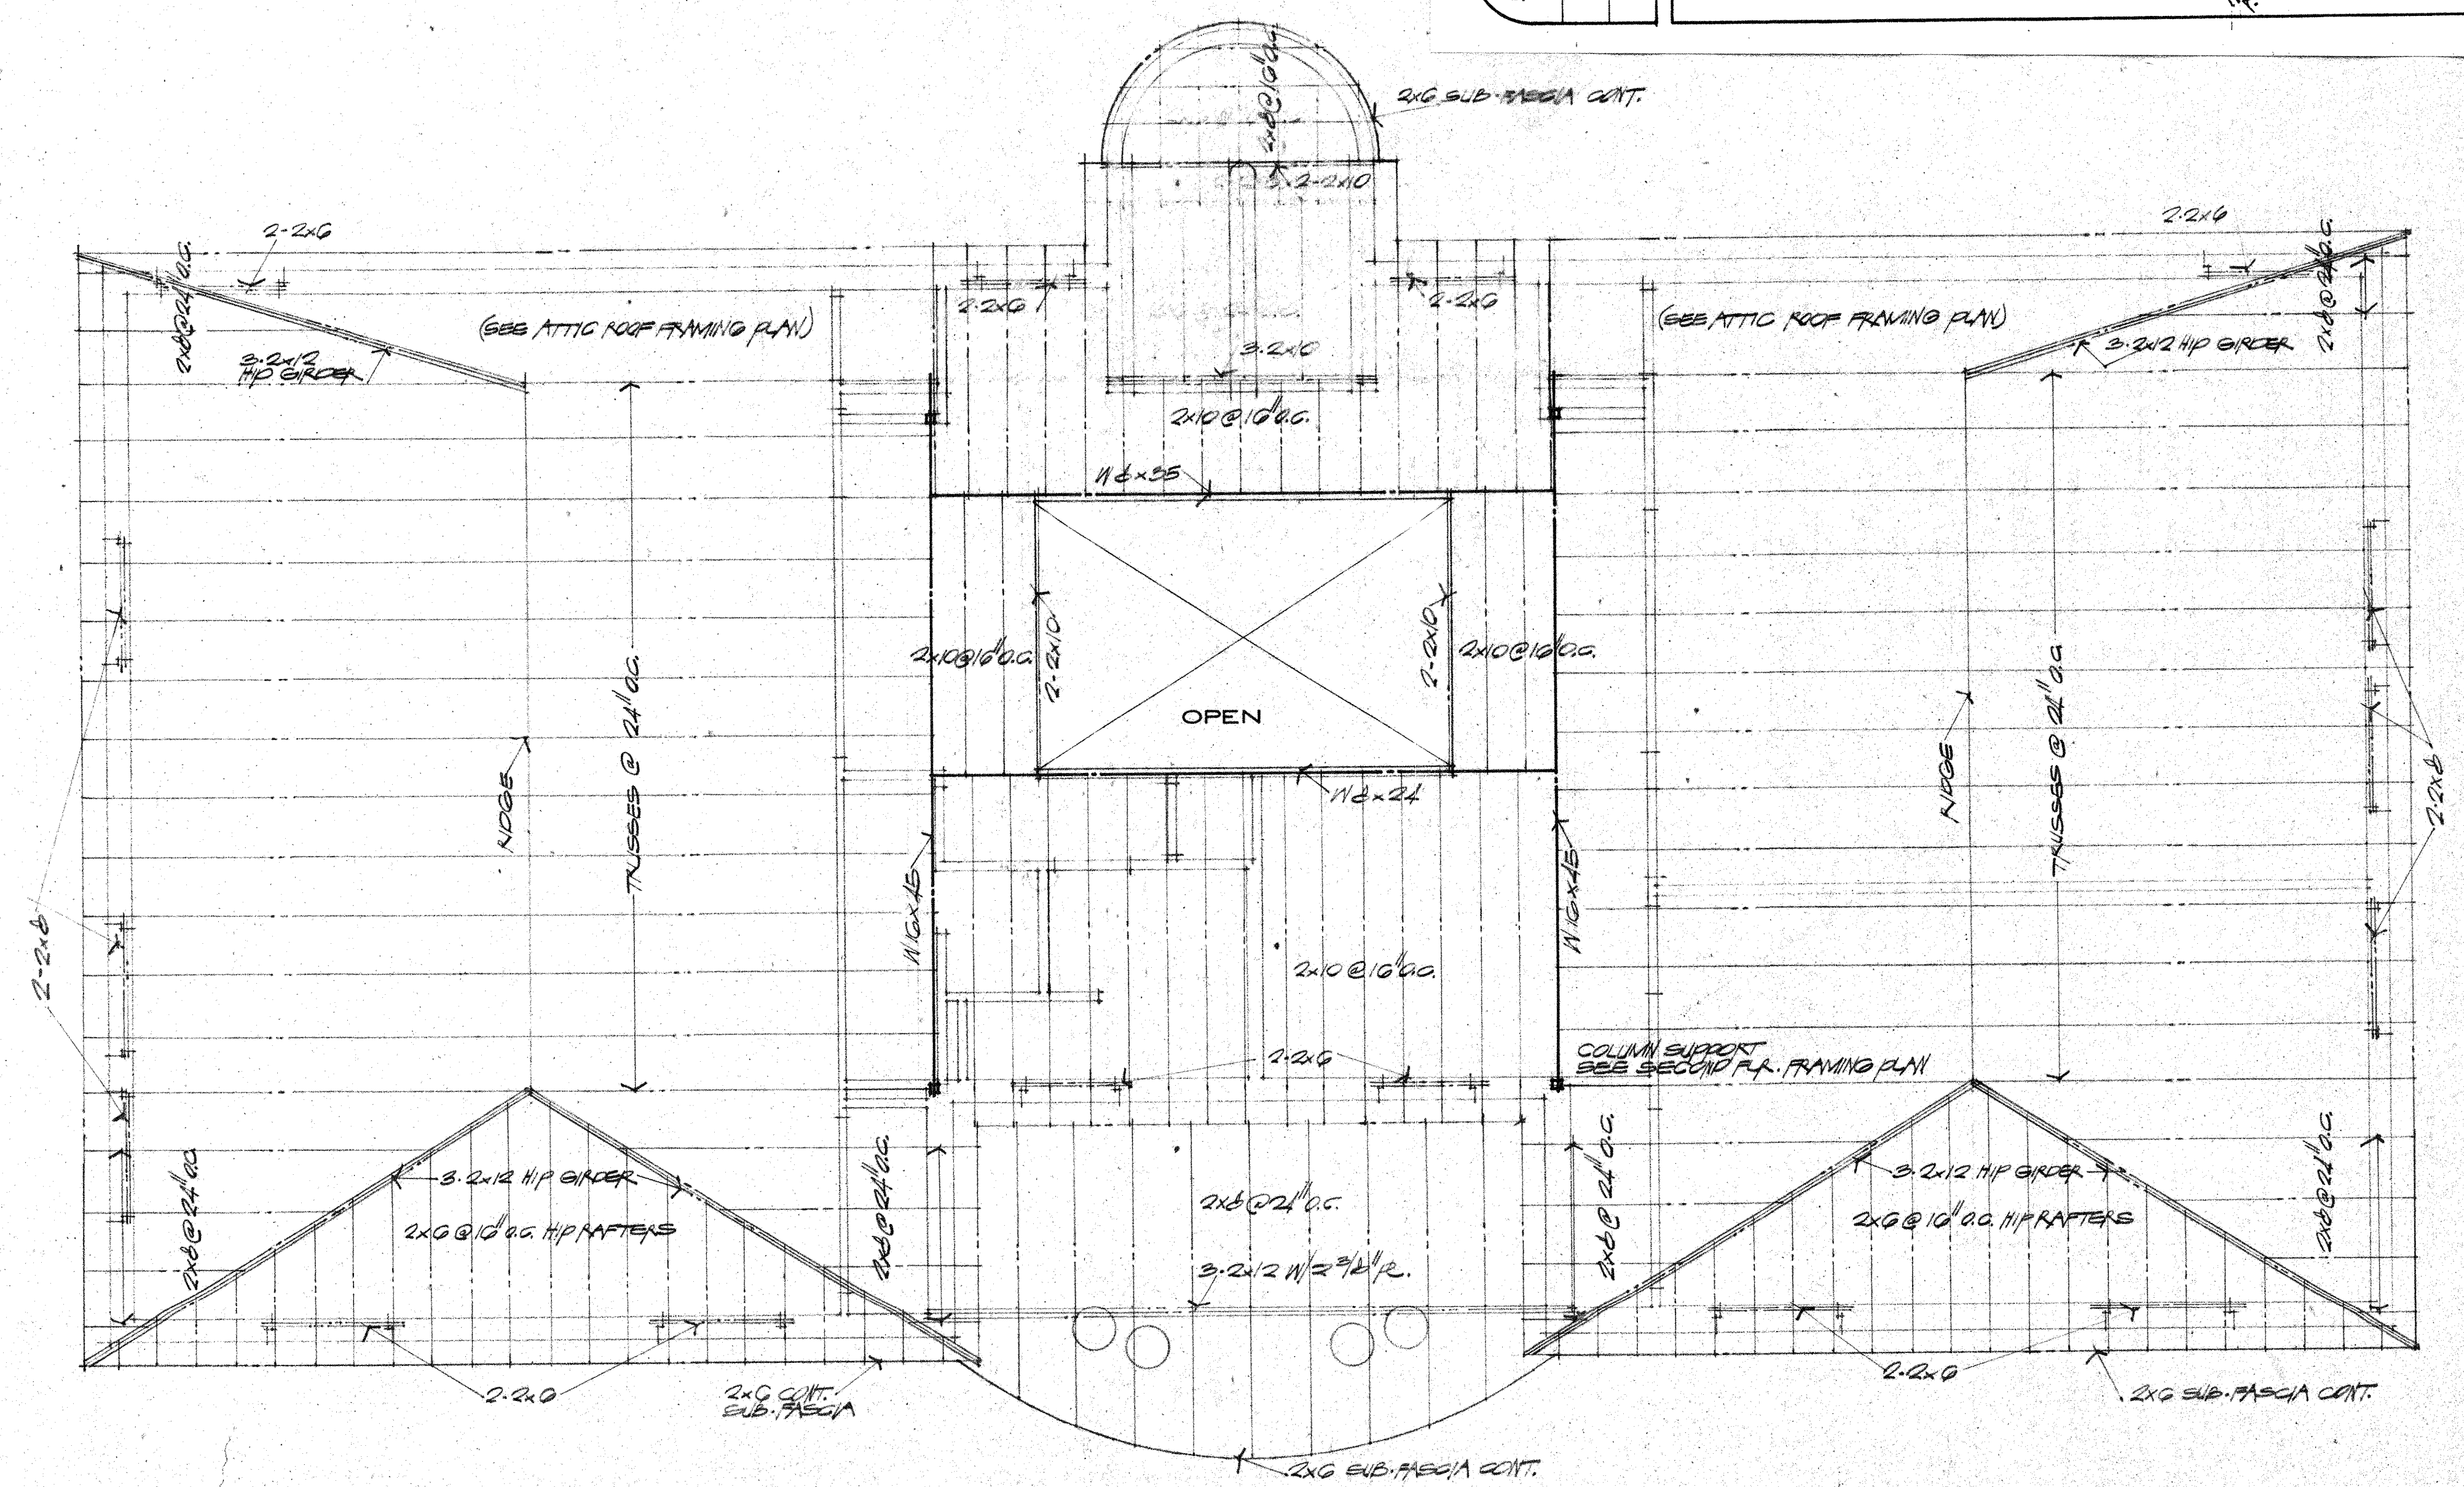 2x6 SUB-FASCIA CONT.
2x8@16"O.C.
2-2x10
2-2x6
2x8@24"O.C.
3-2x12
HIP GIRDER
(SEE ATTIC ROOF FRAMING PLAN)
2-2x6
3-2x10
2x10@16"O.C.
2-2x6
(SEE ATTIC ROOF FRAMING PLAN)
2-2x6
2x8@24"O.C.
3-2x12 HIP GIRDER
W8x35
2x10@16"O.C.
2-2x10
OPEN
2-2x10
2x10@16"O.C.
W8x24
RIDGE
TRUSSES @ 24"O.C.
W16x45
W16x45
RIDGE
TRUSSES @ 24"O.C.
2-2x8
2-2x8
2x10@16"O.C.
2-2x6
COLUMN SUPPORT
SEE SECOND FLR. FRAMING PLAN
2x8@24"O.C.
3-2x12 HIP GIRDER
2x6@16"O.C. HIP RAFTERS
2x8@24"O.C.
2x8@24"O.C.
3-2x12 W/2 3/8" PL.
2x8@24"O.C.
3-2x12 HIP GIRDER
2x6@16"O.C. HIP RAFTERS
2x8@24"O.C.
2-2x6
2x6 CONT.
SUB-FASCIA
2-2x6
2x6 SUB-FASCIA CONT.
2x6 SUB-FASCIA CONT.